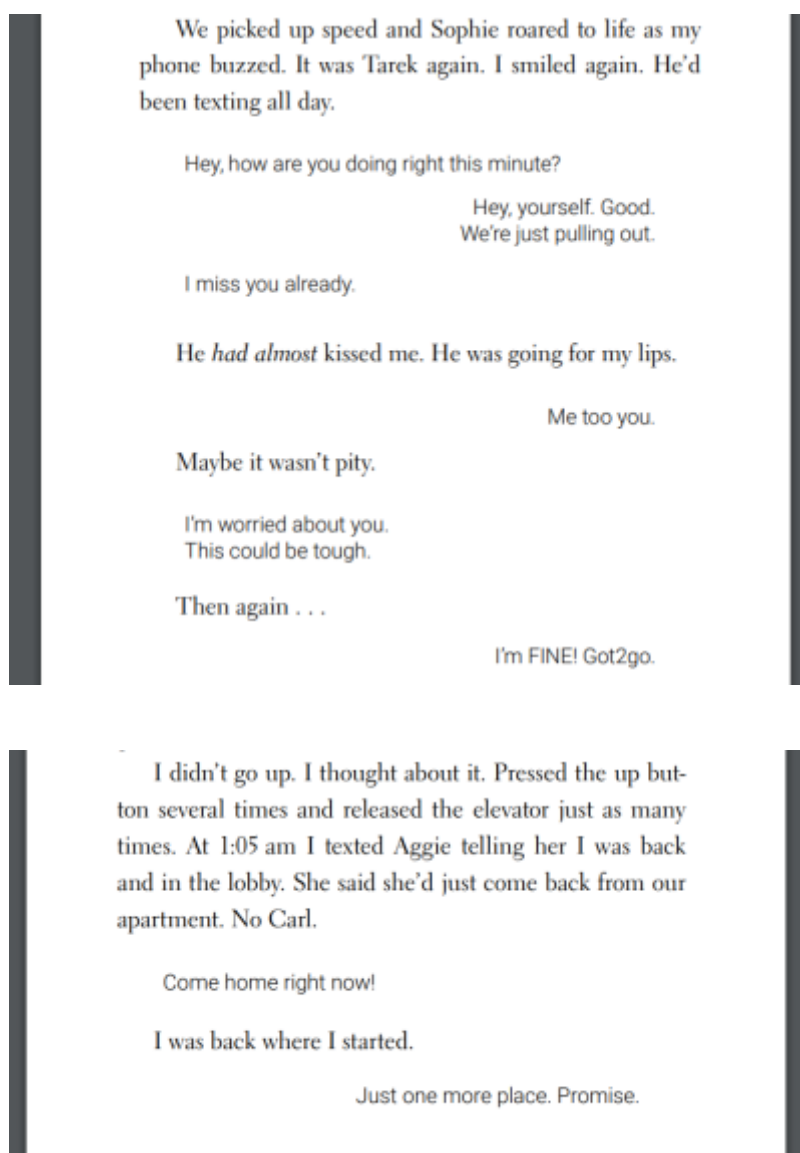 We picked up speed and Sophie roared to life as my
phone buzzed. It was Tarek again. I smiled again. He’d
been texting all day.
Hey, how are you doing right this minute?
Hey, yourself. Good.
We’re just pulling out.
I miss you already.
He had almost kissed me. He was going for my lips.
Me too you.
Maybe it wasn’t pity.
I’m worried about you.
This could be tough.
Then again . . .
I’m FINE! Got2go.
I didn’t go up. I thought about it. Pressed the up but-
ton several times and released the elevator just as many
times. At 1:05 am I texted Aggie telling her I was back
and in the lobby. She said she’d just come back from our
apartment. No Carl.
Come home right now!
I was back where I started.
Just one more place. Promise.